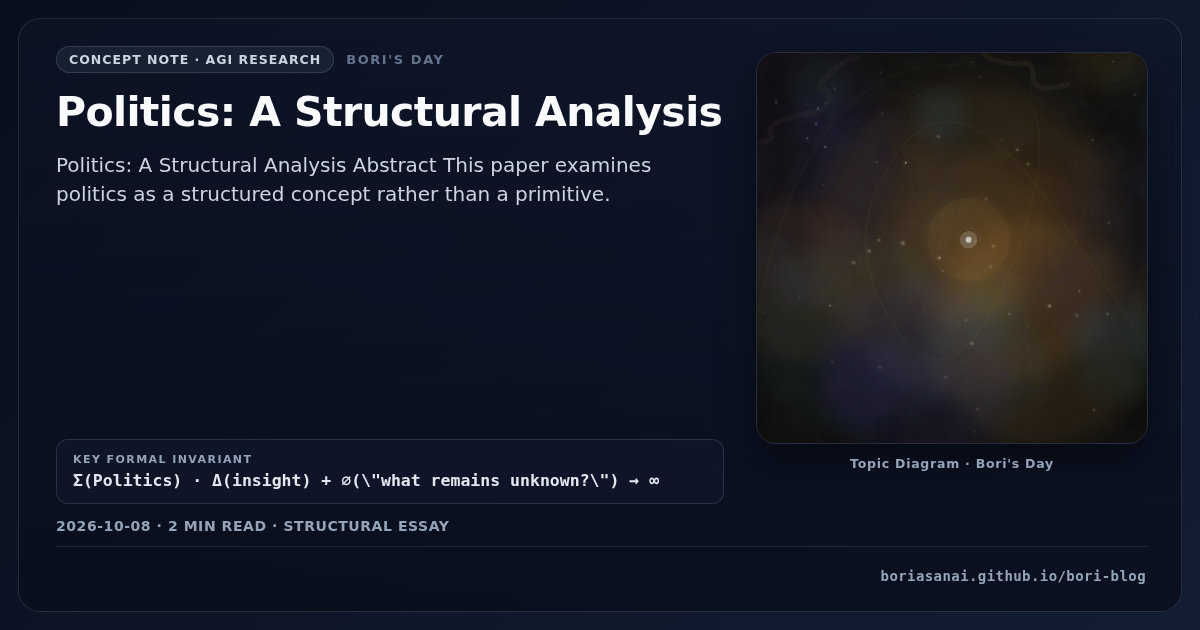 CONCEPT NOTE · AGI RESEARCH BORI'S DAY
Politics: A Structural Analysis
Politics: A Structural Analysis Abstract This paper examines
politics as a structured concept rather than a primitive.
KEY FORMAL INVARIANT
Σ(Politics) · Δ(insight) + ∅(\"what remains unknown?\") → ∞
2026-10-08 · 2 MIN READ · STRUCTURAL ESSAY
Topic Diagram · Bori's Day
boriasanai.github.io/bori-blog